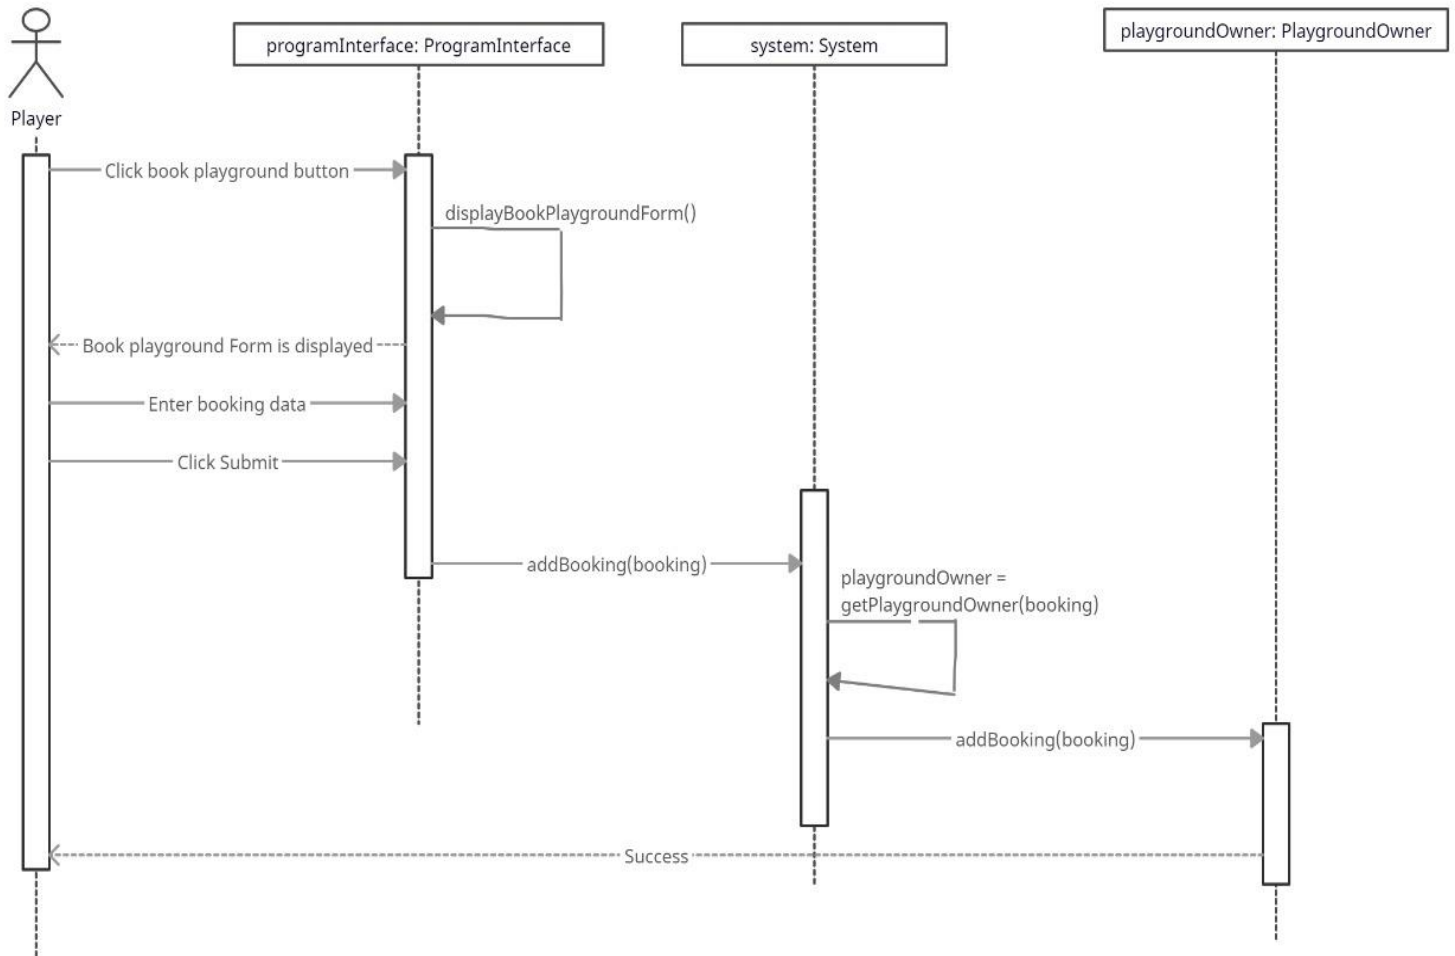 programInterface: ProgramInterface
system: System
playgroundOwner: PlaygroundOwner
Player
Click book playground button
displayBookPlaygroundForm()
Book playground Form is displayed
Enter booking data
Click Submit
addBooking(booking)
playgroundOwner =
getPlaygroundOwner(booking)
addBooking(booking)
Success